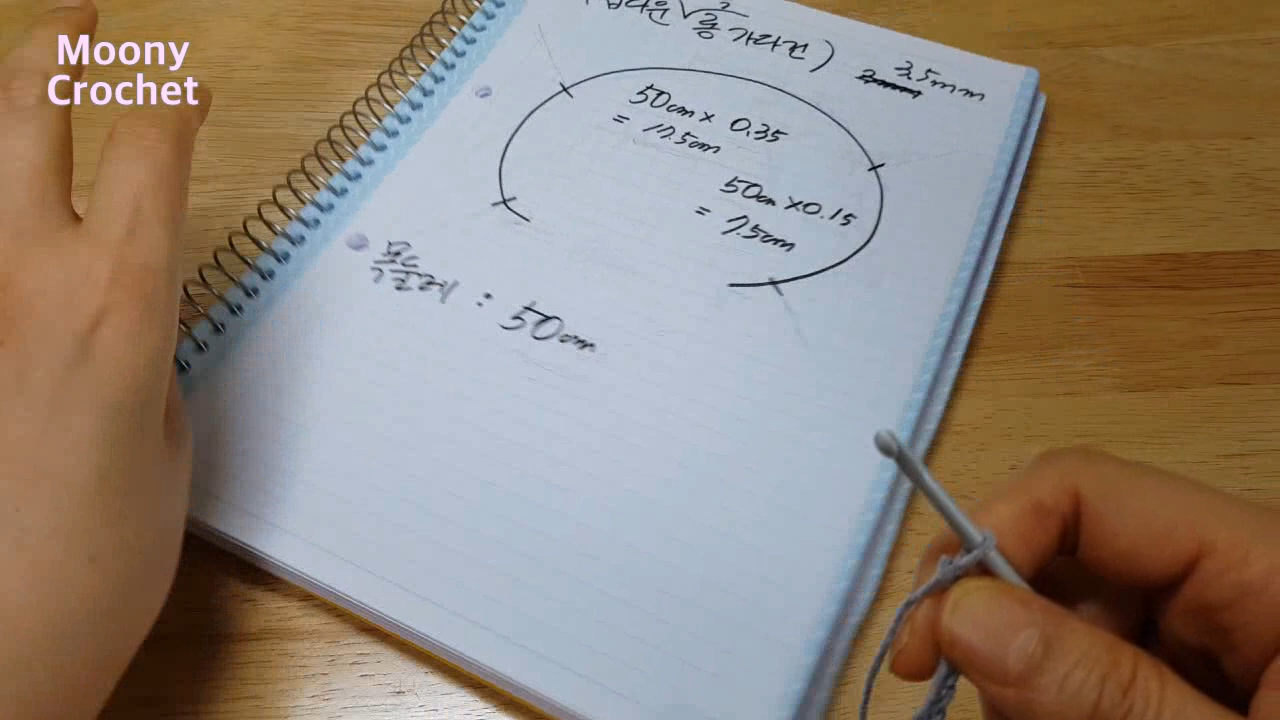 Moony
Crochet
가라진)
3.5mm
50cm × 0.35
= 17.5cm
50cm × 0.15
= 7.5cm
목둘레 : 50cm